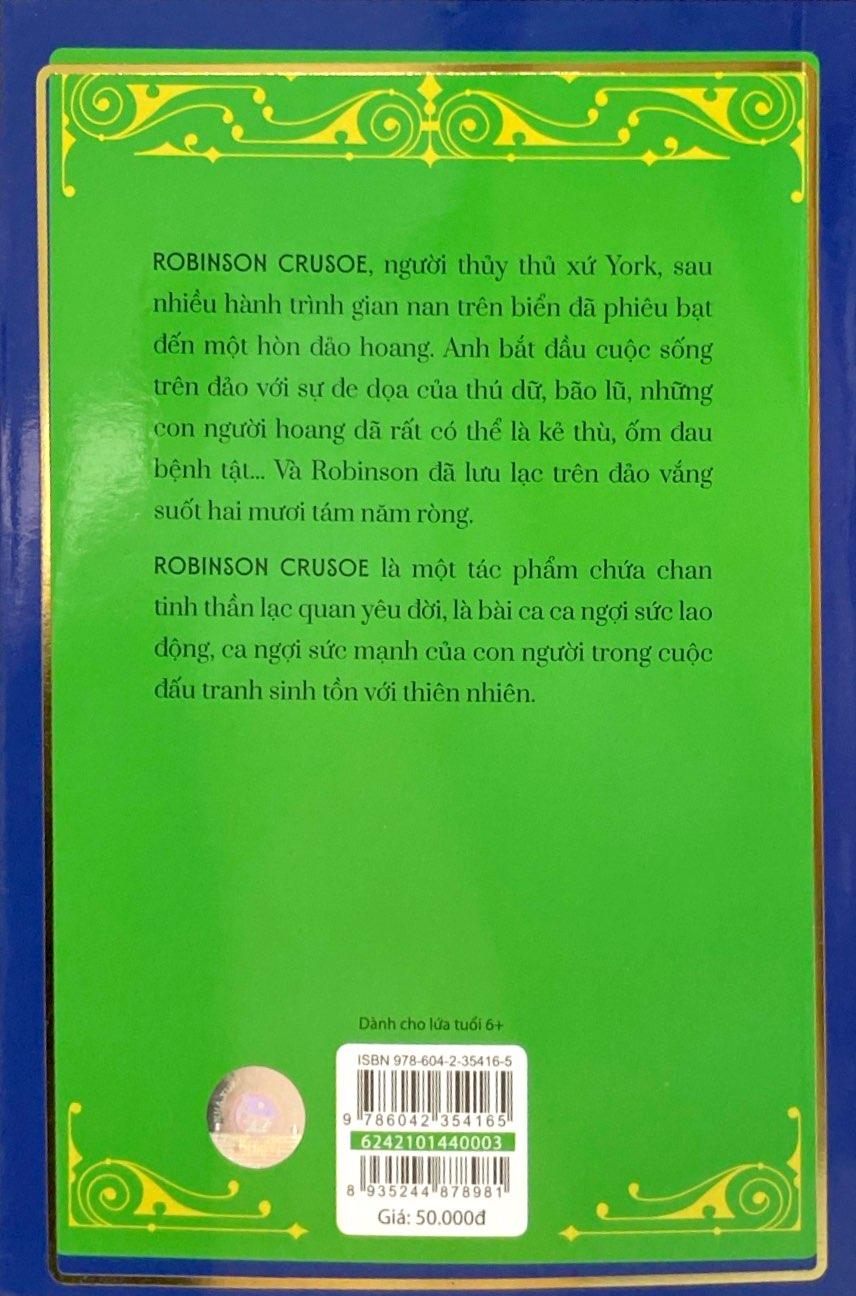 ROBINSON CRUSOE, người thủy thủ xứ York, sau
nhiều hành trình gian nan trên biển đã phiêu bạt
đến một hòn đảo hoang. Anh bắt đầu cuộc sống
trên đảo với sự đe dọa của thú dữ, bão lũ, những
con người hoang dã rất có thể là kẻ thù, ốm đau
bệnh tật... Và Robinson đã lưu lạc trên đảo vắng
suốt hai mươi tám năm ròng.
ROBINSON CRUSOE là một tác phẩm chứa chan
tinh thần lạc quan yêu đời, là bài ca ca ngợi sức lao
động, ca ngợi sức mạnh của con người trong cuộc
đấu tranh sinh tồn với thiên nhiên.
Dành cho lứa tuổi 6+
ISBN 978-604-2-35416-5
9 786042 354165
6242101440003
8 935244 878981
Giá: 50.000đ